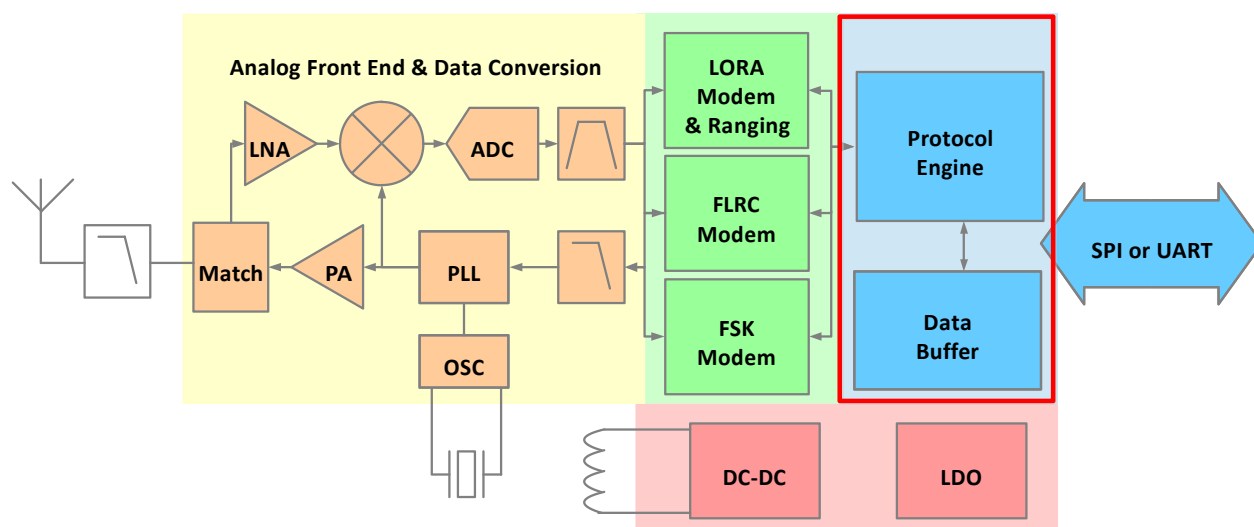 Analog Front End & Data Conversion
LNA
ADC
Match
PA
PLL
OSC
LORA
Modem
& Ranging
FLRC
Modem
FSK
Modem
Protocol
Engine
Data
Buffer
SPI or UART
DC-DC
LDO